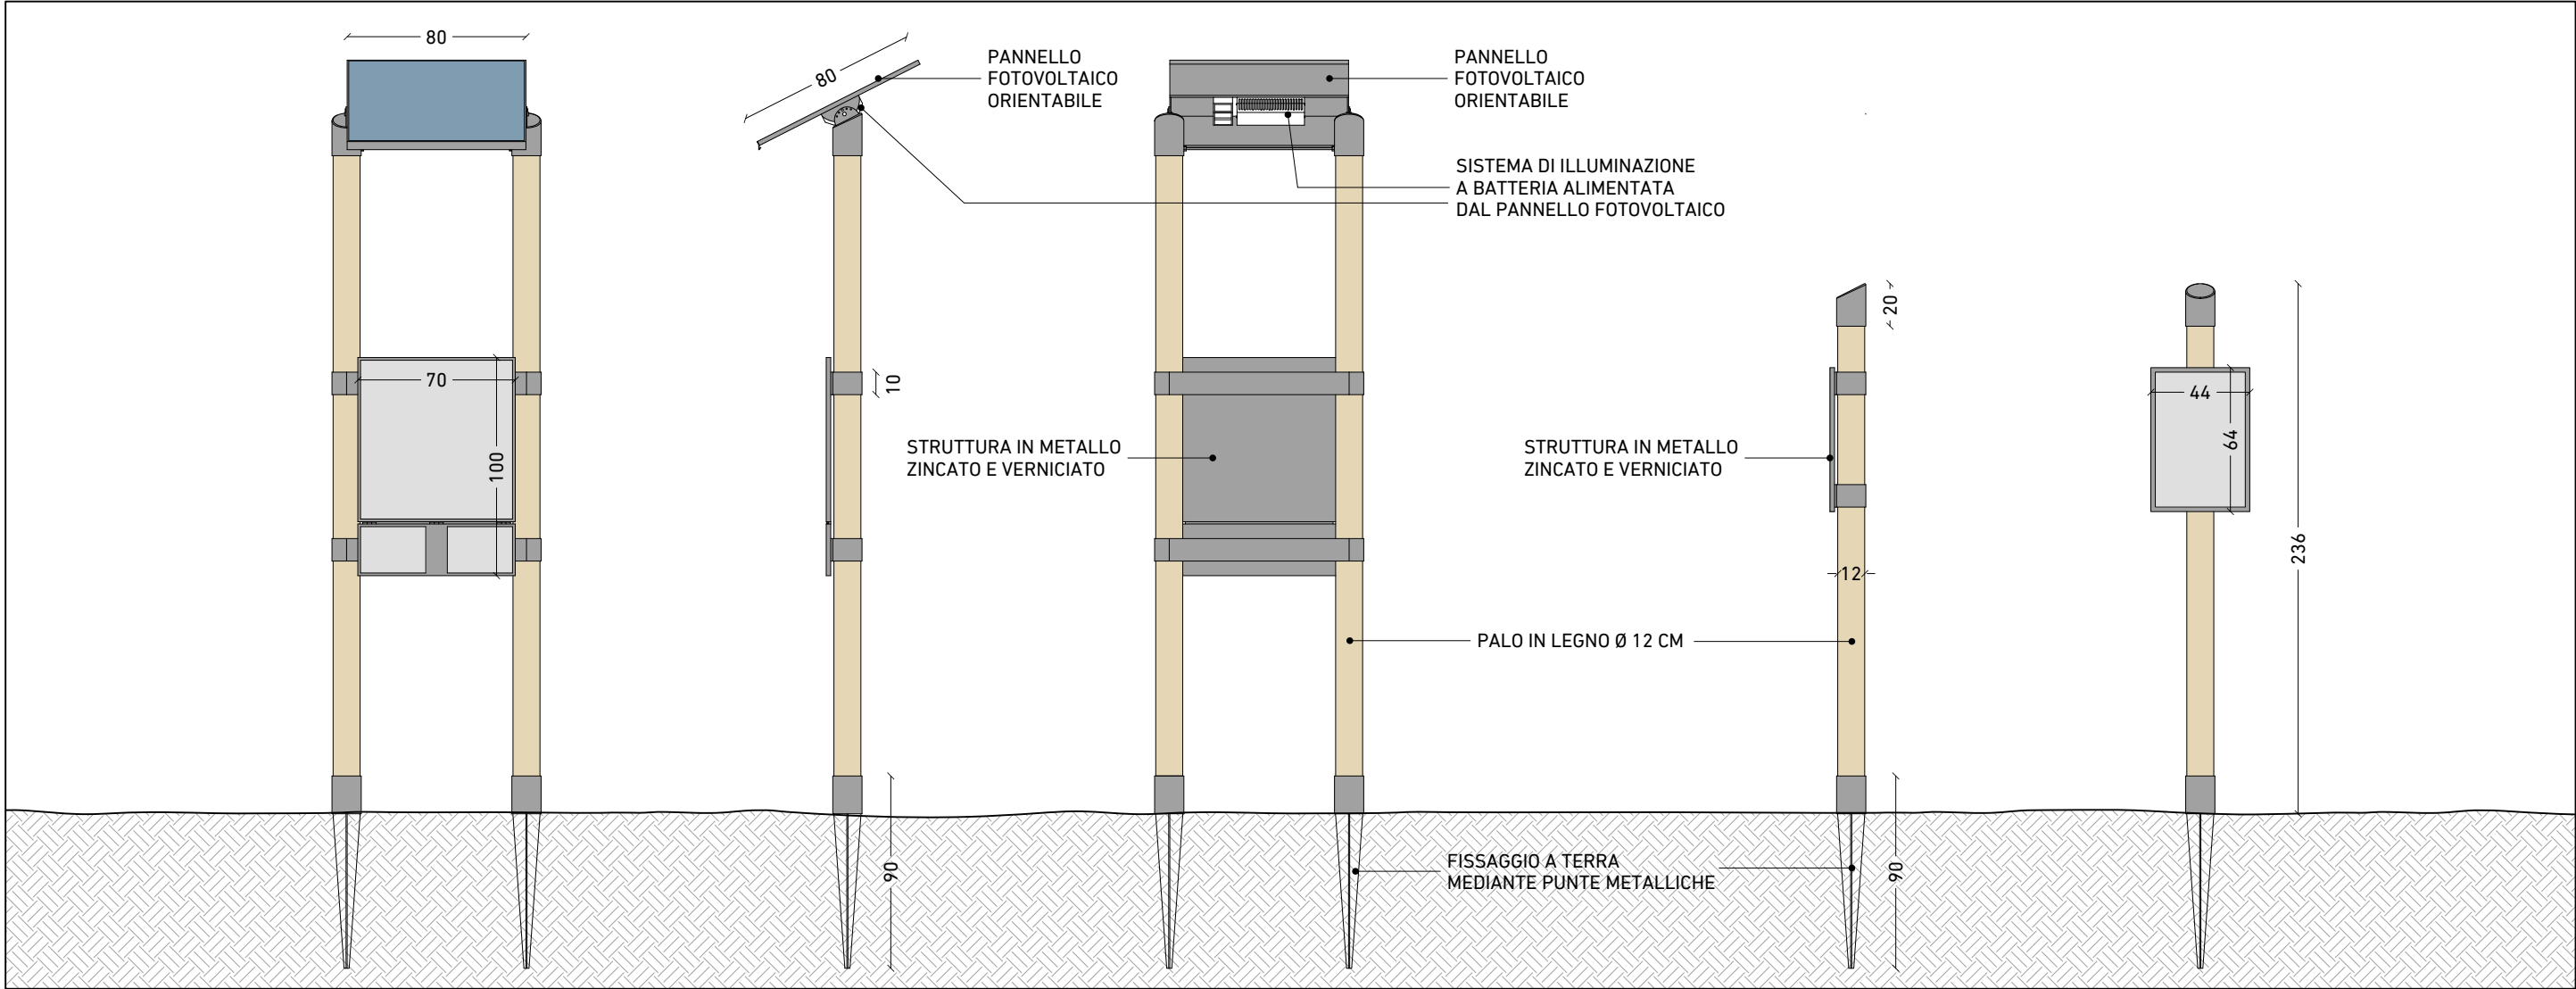 80
80
PANNELLO
FOTOVOLTAICO
ORIENTABILE
PANNELLO
FOTOVOLTAICO
ORIENTABILE
SISTEMA DI ILLUMINAZIONE
A BATTERIA ALIMENTATA
DAL PANNELLO FOTOVOLTAICO
20
70
10
44
100
STRUTTURA IN METALLO
ZINCATO E VERNICIATO
STRUTTURA IN METALLO
ZINCATO E VERNICIATO
64
236
12
PALO IN LEGNO Ø 12 CM
90
FISSAGGIO A TERRA
MEDIANTE PUNTE METALLICHE
90